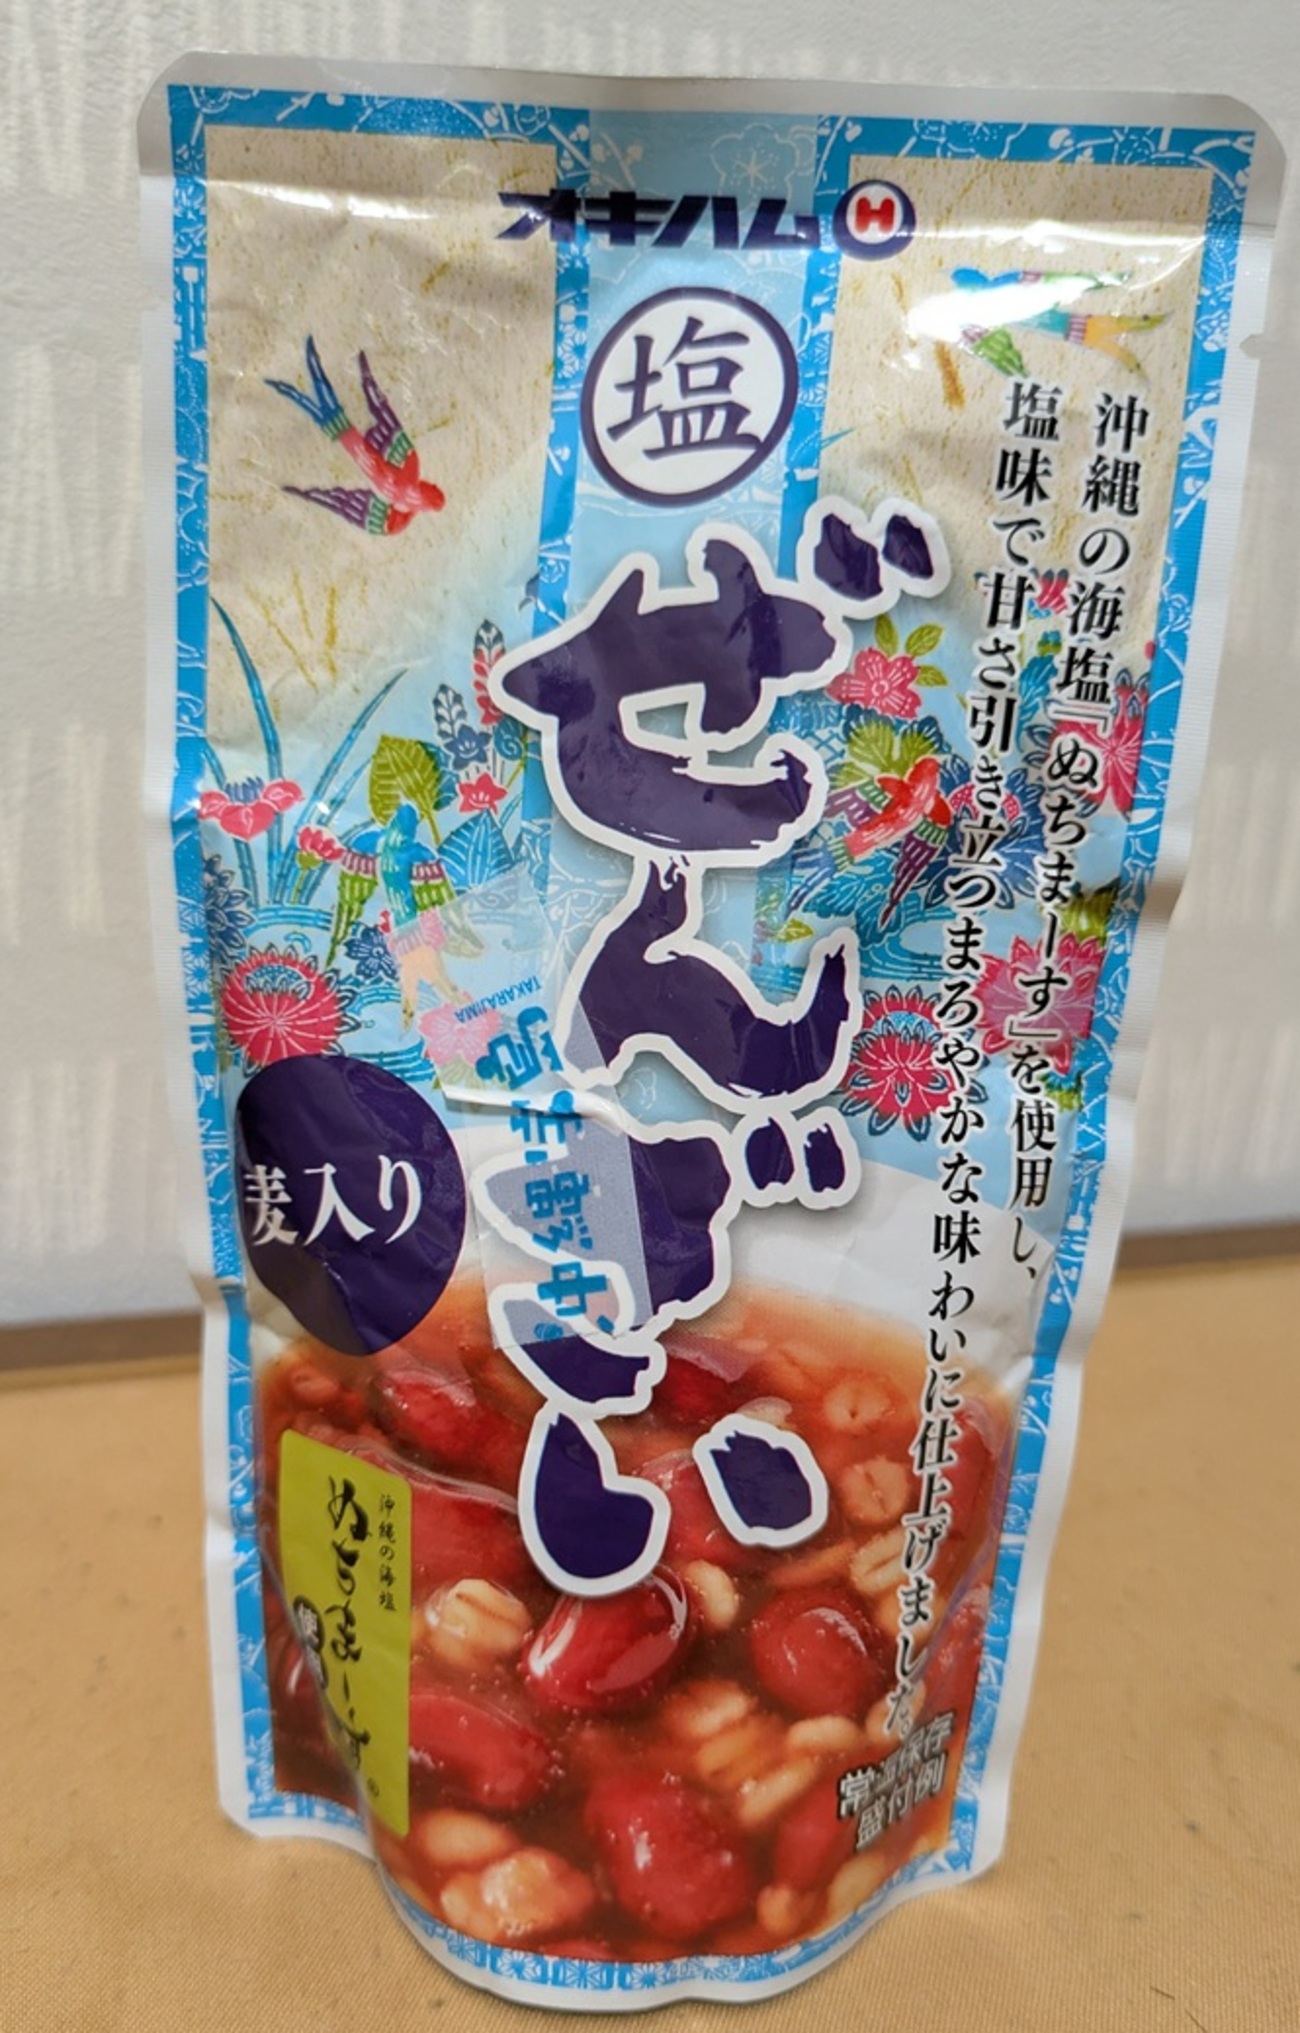 オキハム H
塩
ぜんざい
沖縄の海塩『ぬちまーす』を使用し、
塩味で甘さ引き立つまろやかな味わいに仕上げました。
TAKARAJIMA
麦入り
沖縄の海塩
ぬちまーす®
使用
常温保存
盛付例